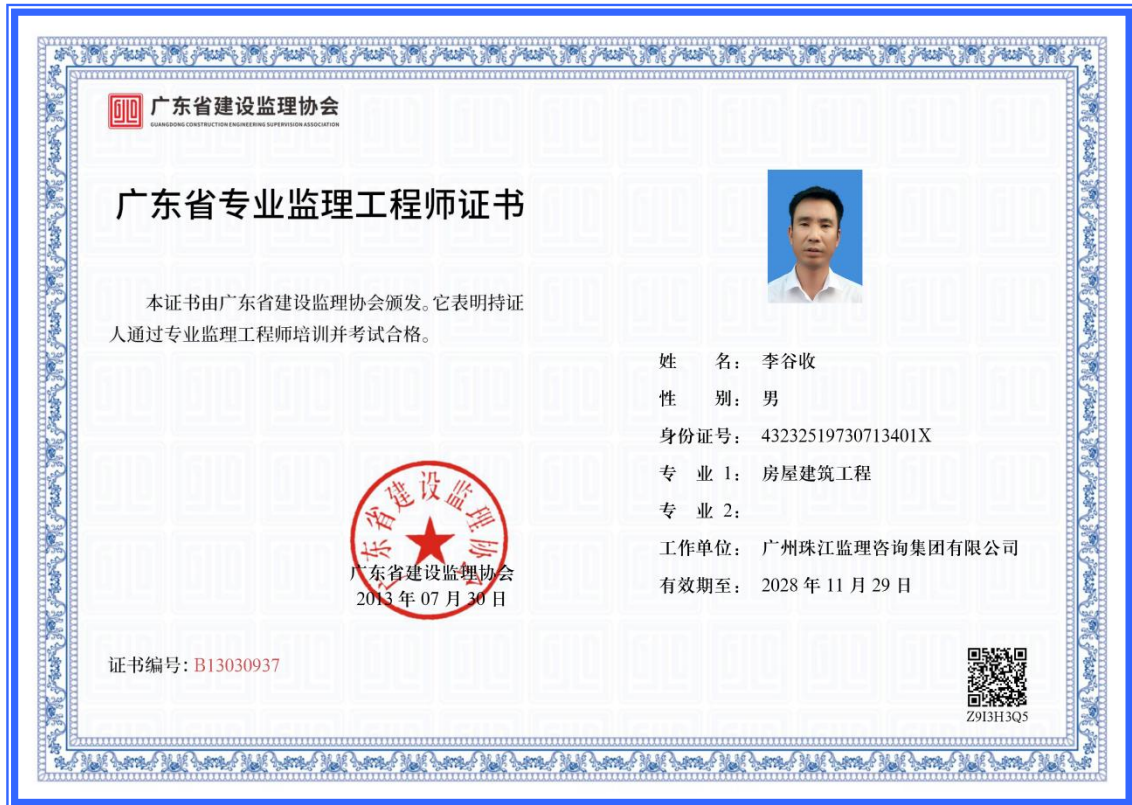 广东省建设监理协会
GUANGDONG CONSTRUCTION ENGINEERING SUPERVISION ASSOCIATION
广东省专业监理工程师证书
本证书由广东省建设监理协会颁发。它表明持证
人通过专业监理工程师培训并考试合格。
姓 名： 李谷收
性 别： 男
身份证号： 43232519730713401X
专 业 1： 房屋建筑工程
专 业 2：
工作单位： 广州珠江监理咨询集团有限公司
有效期至： 2028 年 11 月 29 日
广东省建设监理协会
广东省建设监理协会
2013 年 07 月 30 日
证书编号：B13030937
Z9I3H3Q5